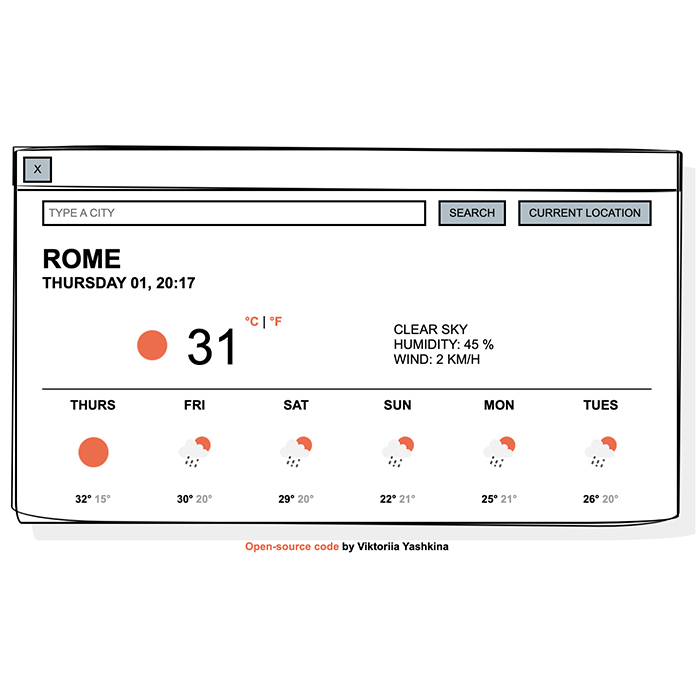 X
TYPE A CITY
SEARCH
CURRENT LOCATION
ROME
THURSDAY 01, 20:17
31 °C | °F
CLEAR SKY
HUMIDITY: 45 %
WIND: 2 KM/H
THURS FRI SAT SUN MON TUES
32° 15° 30° 20° 29° 20° 22° 21° 25° 21° 26° 20°
Open-source code by Viktoriia Yashkina